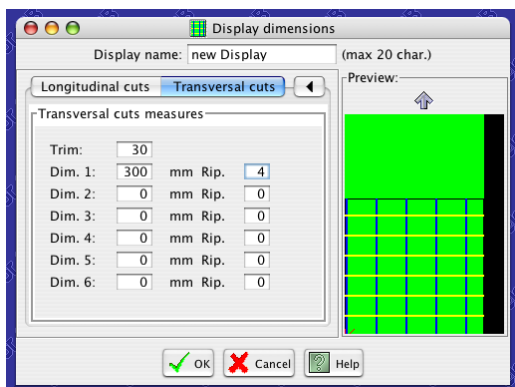 Display dimensions
Display name: new Display (max 20 char.)
Longitudinal cuts Transversal cuts
Preview:
Transversal cuts measures
Trim: 30
Dim. 1: 300 mm Rip. 4
Dim. 2: 0 mm Rip. 0
Dim. 3: 0 mm Rip. 0
Dim. 4: 0 mm Rip. 0
Dim. 5: 0 mm Rip. 0
Dim. 6: 0 mm Rip. 0
OK Cancel Help